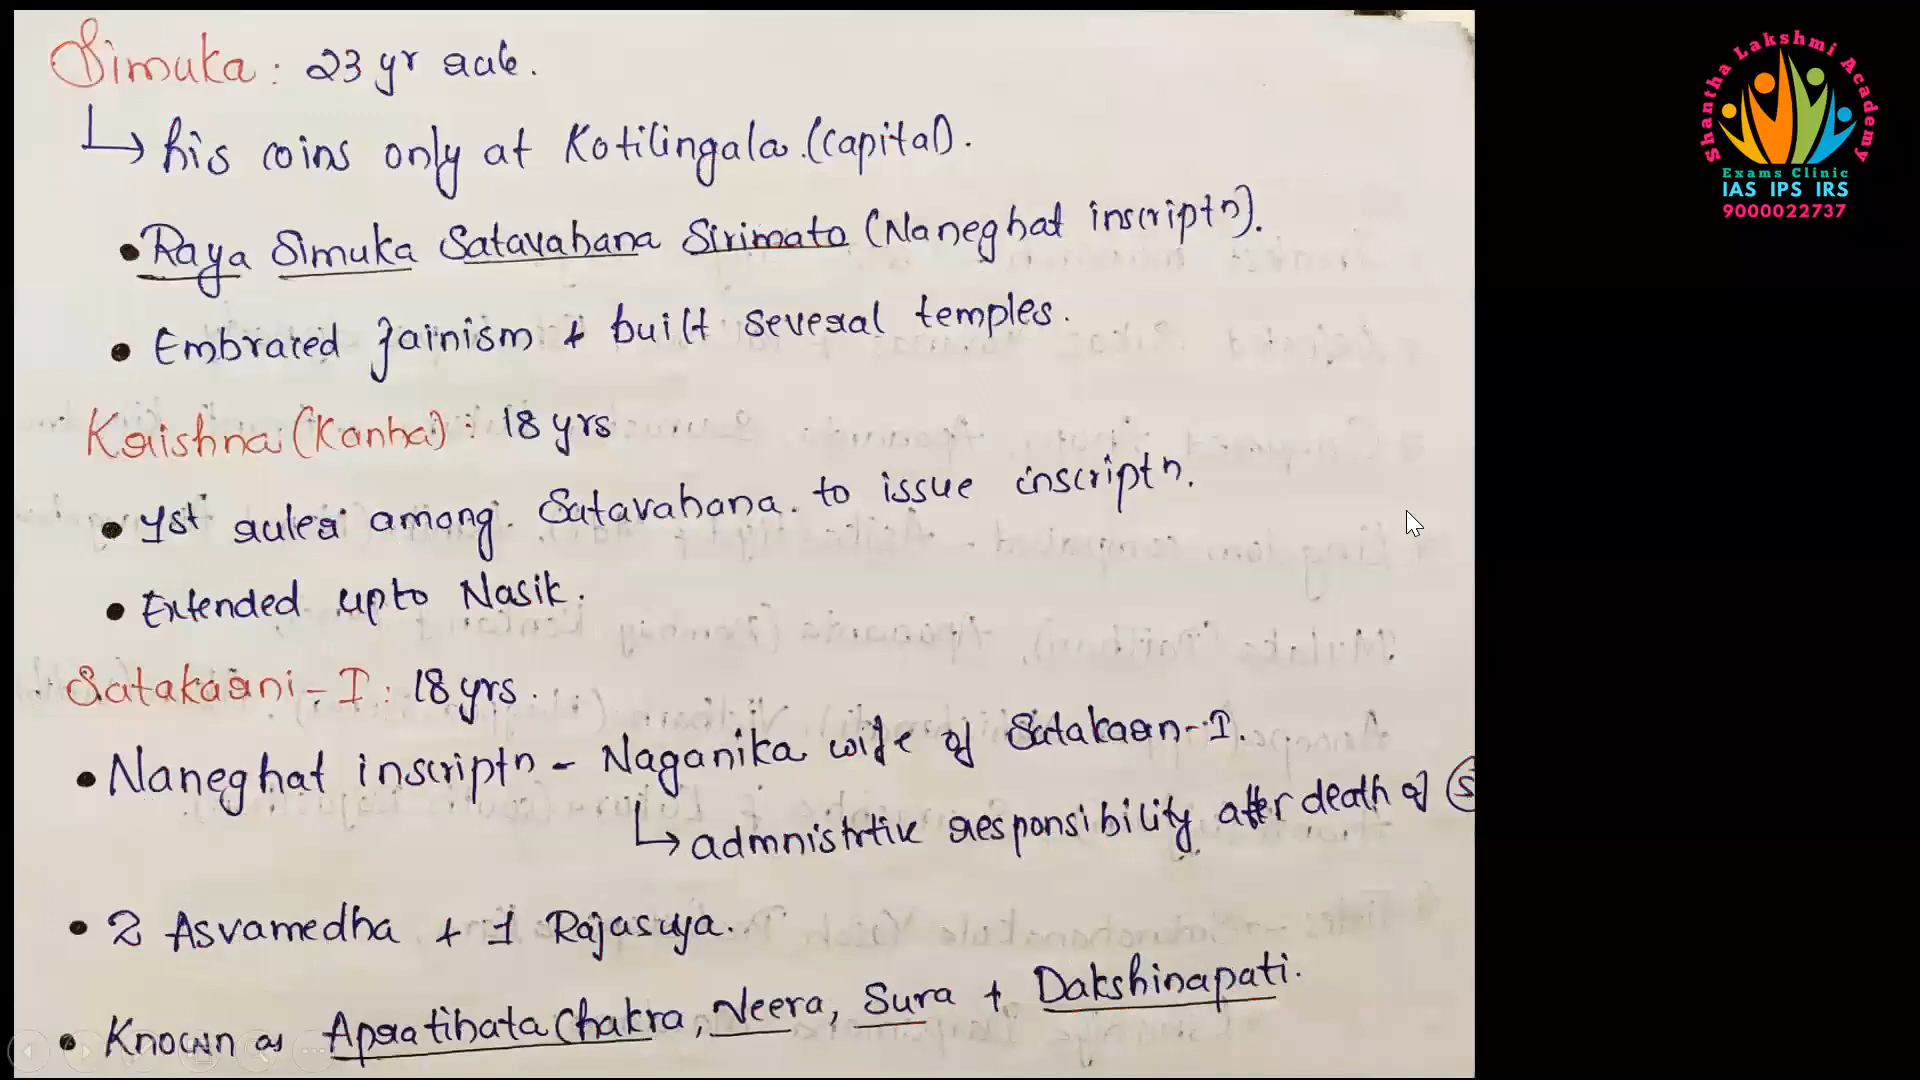 Simuka: 23 yr rule.
↳ his coins only at Kotilingala.(capital).
• Raya Simuka Satavahana Sirimato (Naneghat inscriptn).
• Embraced Jainism + built several temples.
Krishna (Kanha): 18 yrs
• 1st ruler among Satavahana to issue inscriptn.
• Extended upto Nasik.
Satakarni-I: 18 yrs.
• Naneghat inscriptn - Naganika wife of Satakarn-I.
↳ admnistrtiv responsibility after death of S
• 2 Asvamedha + 1 Rajasuya.
• Known as Apratihata Chakra, Veera, Sura + Dakshinapati.
Shantha Lakshmi Academy
Exams Clinic
IAS IPS IRS
9000022737